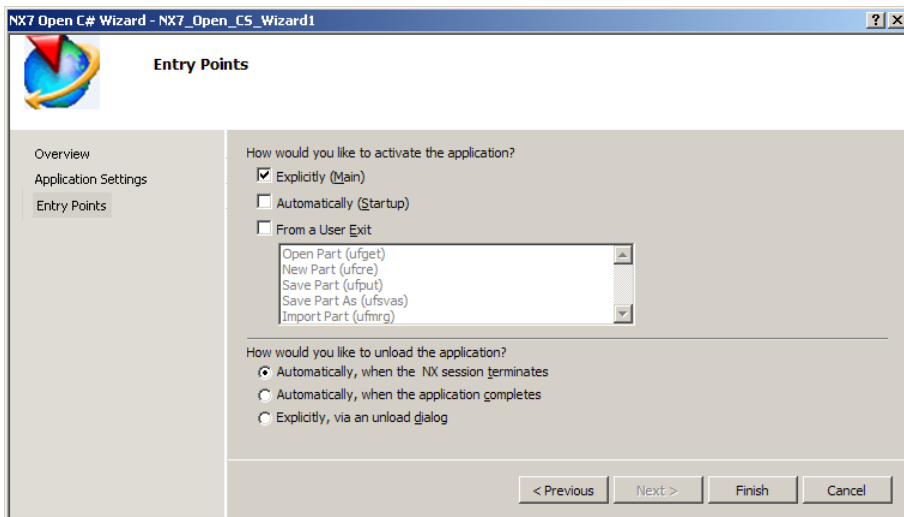 NX7 Open C# Wizard - NX7_Open_CS_Wizard1
Entry Points
Overview
Application Settings
Entry Points
How would you like to activate the application?
Explicitly (Main)
Automatically (Startup)
From a User Exit
Open Part (ufget)
New Part (ufcre)
Save Part (ufput)
Save Part As (ufsvas)
Import Part (ufmrg)
How would you like to unload the application?
Automatically, when the NX session terminates
Automatically, when the application completes
Explicitly, via an unload dialog
< Previous Next > Finish Cancel